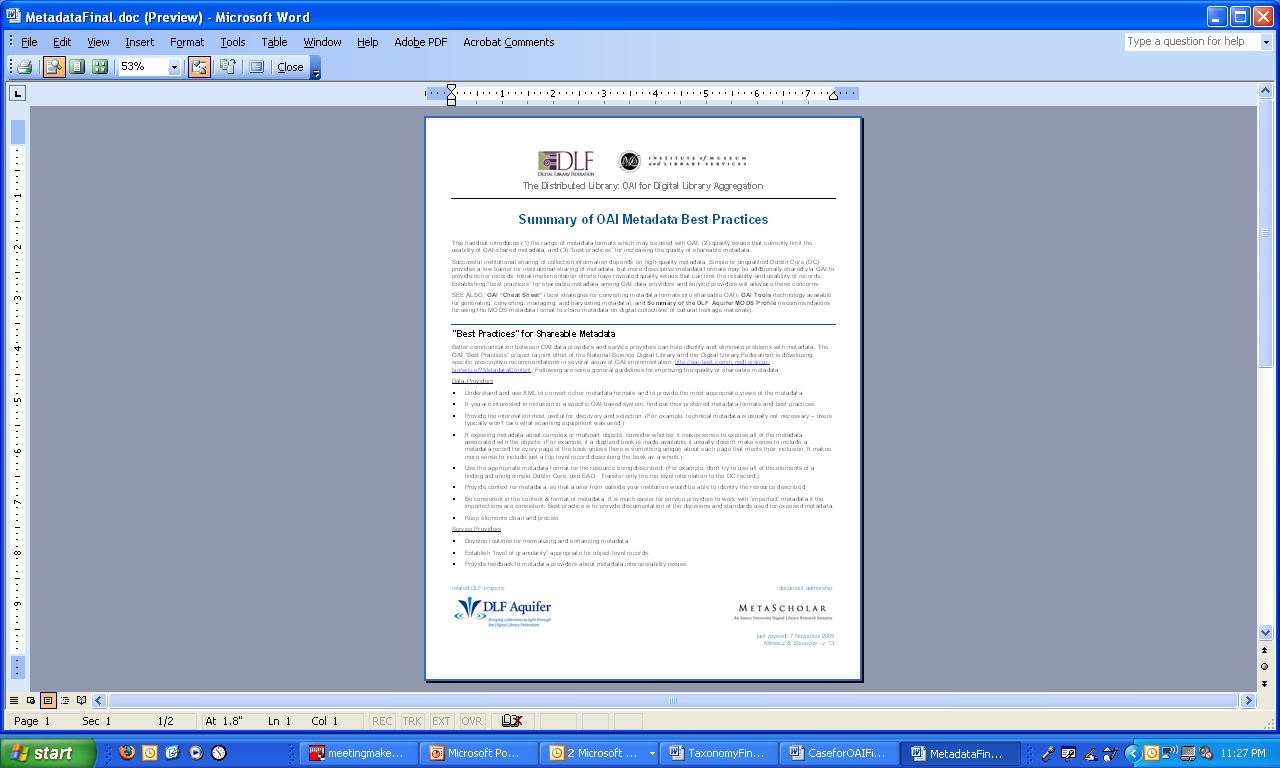 MetadataFinal.doc (Preview) - Microsoft Word
File Edit View Insert Format Tools Table Window Help Adobe PDF Acrobat Comments
Type a question for help
53% Close
1 2 3 4 5 6 7
DLF
DIGITAL LIBRARY FEDERATION
INSTITUTE of MUSEUM
and LIBRARY SERVICES
The Distributed Library: OAI for Digital Library Aggregation
Summary of OAI Metadata Best Practices
This handout introduces (1) the range of metadata formats which may be used with OAI, (2) quality issues that currently limit the
usability of OAI-shared metadata, and (3) "best practices" for increasing the quality of shareable metadata.
Successful institutional sharing of collection information depends on high-quality metadata. Simple or unqualified Dublin Core (DC)
provides a low barrier for institutional sharing of metadata, but more descriptive metadata formats may be additionally shared via OAI to
provide richer records. Initial implementation efforts have revealed quality issues that can limit the reliability and usability of records.
Establishing "best practices" for shareable metadata among OAI data providers and service providers will alleviate these concerns.
SEE ALSO: OAI "Cheat Sheet" (best strategies for converting metadata formats into shareable OAI), OAI Tools (technology available
for generating, converting, managing, and harvesting metadata), and Summary of the DLF Aquifer MODS Profile (recommendations
for using the MODS metadata format to share metadata on digital collections of cultural heritage materials).
"Best Practices" for Shareable Metadata
Better communication between OAI data providers and service providers can help identify and eliminate problems with metadata. The
OAI "Best Practices" project (a joint effort of the National Science Digital Library and the Digital Library Federation) is developing
specific prescriptive recommendations in several areas of OAI implementation: http://oai-best.comm.nsdl.org/cgi-
bin/wiki.pl?MetadataContent. Following are some general guidelines for improving the quality of shareable metadata:
Data Providers
• Understand and use XML to convert richer metadata formats and to provide the most appropriate views of the metadata.
• If you are interested in inclusion in a specific OAI-based system, find out their preferred metadata formats and best practices.
• Provide the information most useful for discovery and selection. (For example, technical metadata is usually not necessary – users
typically won't care what scanning equipment was used.)
• If exposing metadata about complex or multipart objects, consider whether it makes sense to expose all of the metadata
associated with the objects. (For example, if a digitized book is made available, it usually doesn't make sense to include a
metadata record for every page of the book unless there is something unique about each page that merits their inclusion. It makes
more sense to include just a top level record describing the book as a whole.)
• Use the appropriate metadata format for the resource being described. (For example, don't try to use all of the elements of a
finding aid using simple Dublin Core, use EAD. Transfer only the top level information to the DC record.)
• Provide context for metadata, so that a user from outside your institution would be able to identify the resource described.
• Be consistent in the content & format of metadata. It is much easier for service providers to work with 'imperfect' metadata if the
imperfections are consistent. Best practice is to provide documentation of the decisions and standards used for exposed metadata.
• Keep elements clean and precise.
Service Providers
• Develop routines for normalizing and enhancing metadata.
• Establish "level of granularity" appropriate for object-level records.
• Provide feedback to metadata providers about metadata interoperability issues.
related DLF projects: document authorship:
DLF Aquifer
Bringing collections to light through
the Digital Library Federation
METASCHOLAR
An Emory University Digital Library Research Initiative
last revised: 7 November 2005
Milewicz & Shreeves - v. 13
Page 1 Sec 1 1/2 At 1.8" Ln 1 Col 1 REC TRK EXT OVR
start meetingmake... Microsoft Po... 2 Microsoft ... TaxonomyFin... CaseforOAIFi... MetadataFin... 11:27 PM